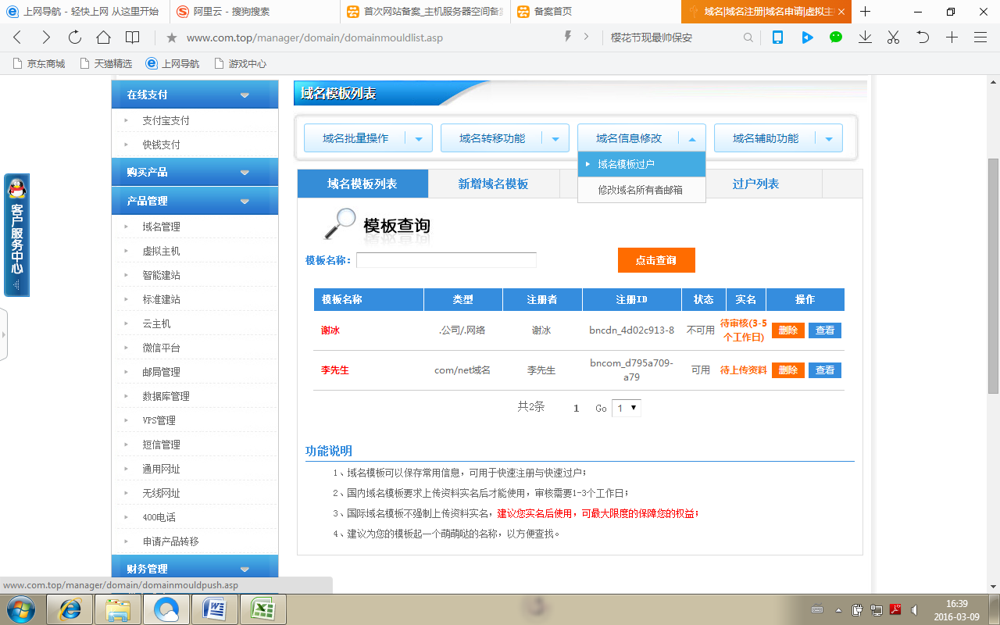 上网导航 - 轻快上网 从这里开始
阿里云 - 搜狗搜索
首次网站备案_主机服务器空间备
备案首页
域名|域名注册|域名申请|虚拟主
www.com.top/manager/domain/domainmouldlist.asp
樱花节现最帅保安
京东商城
天猫精选
上网导航
游戏中心
客户服务中心
在线支付
支付宝支付
快钱支付
购买产品
产品管理
域名管理
虚拟主机
智能建站
标准建站
云主机
微信平台
邮局管理
数据库管理
VPS管理
短信管理
通用网址
无线网址
400电话
申请产品转移
财务管理
域名模板列表
域名批量操作
域名转移功能
域名信息修改
域名辅助功能
域名模板过户
修改域名所有者邮箱
域名模板列表
新增域名模板
过户列表
模板查询
模板名称：
点击查询
模板名称 类型 注册者 注册ID 状态 实名 操作
谢冰 .公司/.网络 谢冰 bncdn_4d02c913-8 不可用 待审核(3-5
个工作日) 删除 查看
李先生 com/net域名 李先生 bncom_d795a709-
a79 可用 待上传资料 删除 查看
共2条 1 Go 1
功能说明
1、域名模板可以保存常用信息，可用于快速注册与快速过户；
2、国内域名模板要求上传资料实名后才能使用，审核需要1-3个工作日；
3、国际域名模板不强制上传资料实名，建议您实名后使用，可最大限度的保障您的权益；
4、建议为您的模板起一个萌萌哒的名称，以方便查找。
www.com.top/manager/domain/domainmouldpush.asp
16:39
2016-03-09